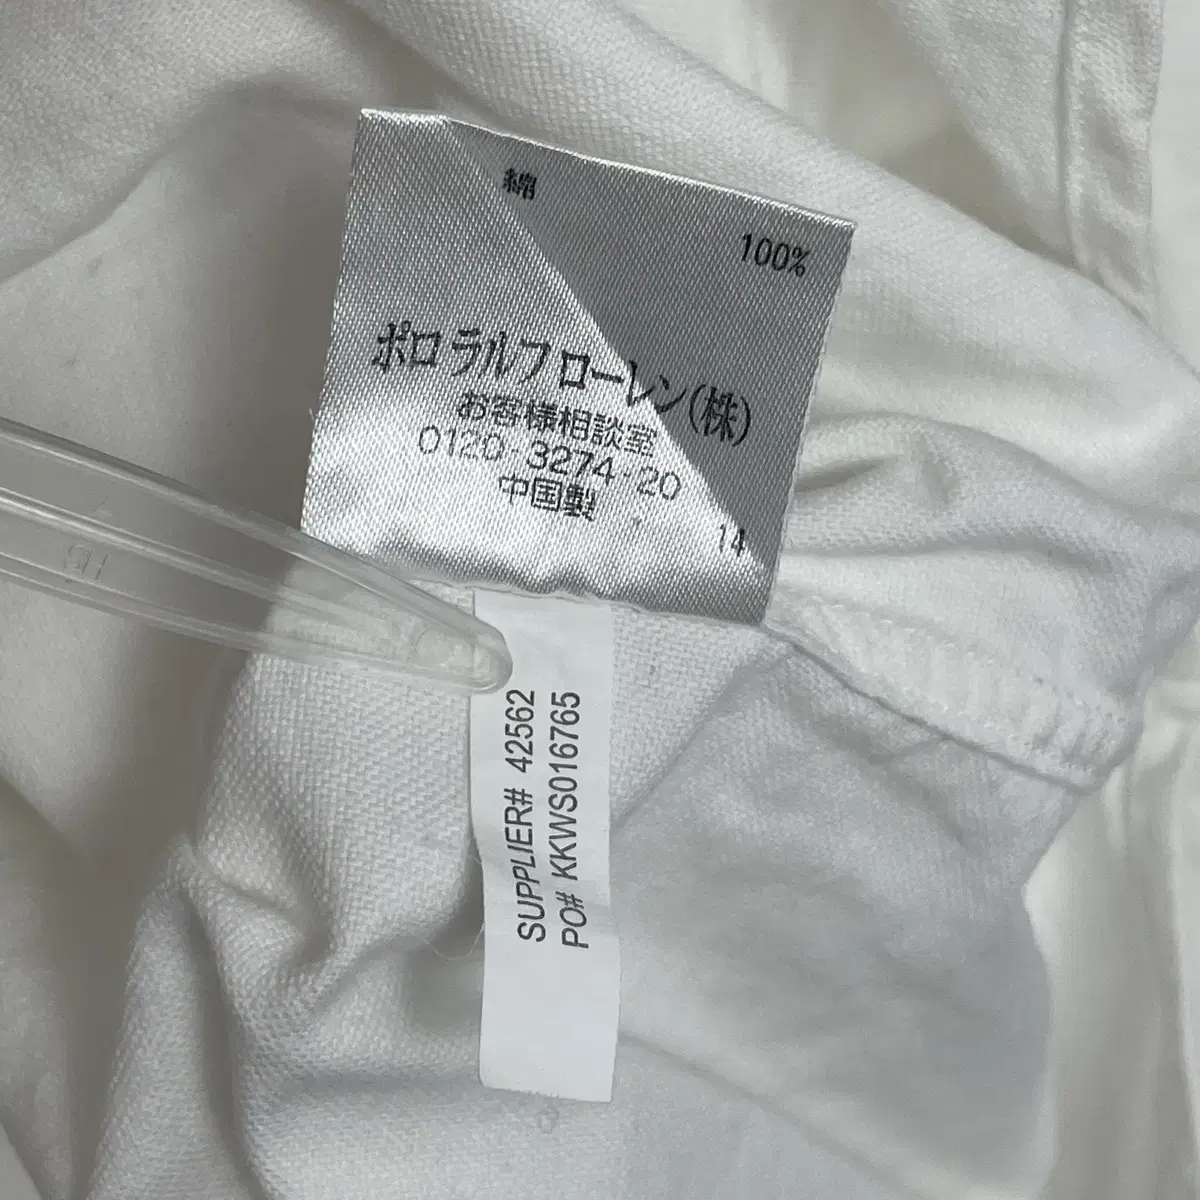 綿 100%
ポロ ラルフ ローレン(株)
お客様相談室
0120-3274-20
中国製
14
SUPPLIER# 42562
PO# KKWS016765